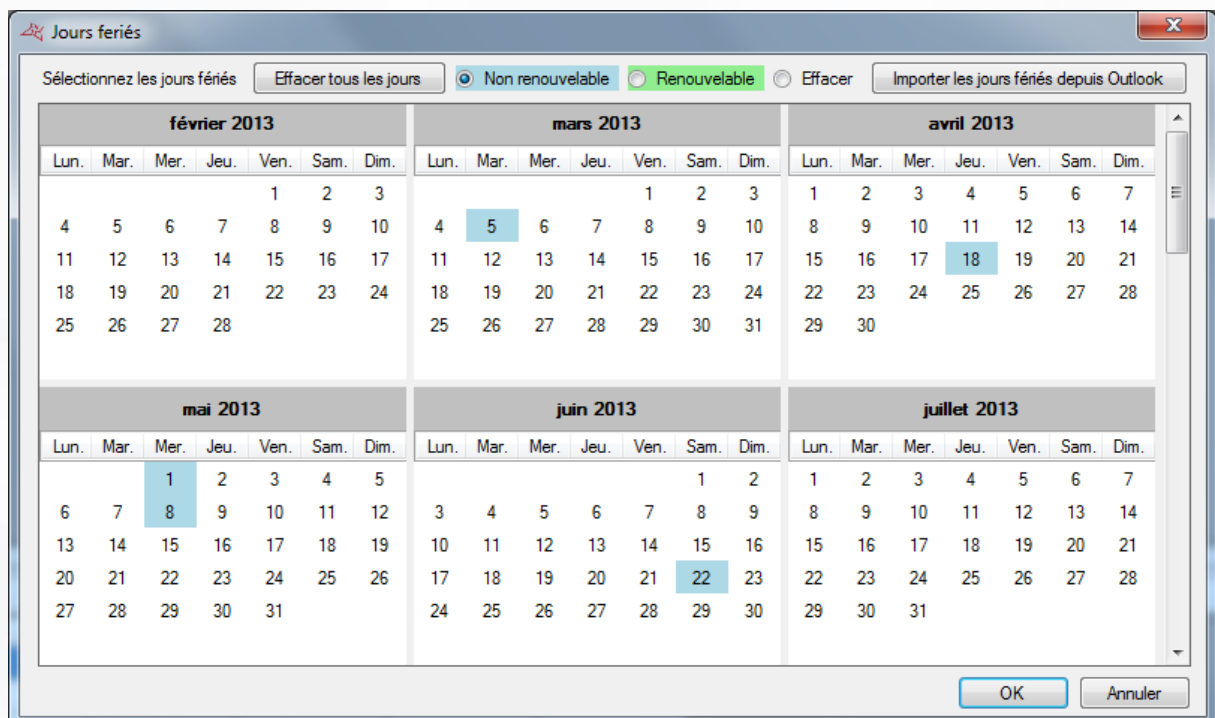 Jours feriés
Sélectionnez les jours fériés Effacer tous les jours Non renouvelable Renouvelable Effacer Importer les jours fériés depuis Outlook
février 2013 mars 2013 avril 2013
Lun. Mar. Mer. Jeu. Ven. Sam. Dim. Lun. Mar. Mer. Jeu. Ven. Sam. Dim. Lun. Mar. Mer. Jeu. Ven. Sam. Dim.
1 2 3 1 2 3 1 2 3 4 5 6 7
4 5 6 7 8 9 10 4 5 6 7 8 9 10 8 9 10 11 12 13 14
11 12 13 14 15 16 17 11 12 13 14 15 16 17 15 16 17 18 19 20 21
18 19 20 21 22 23 24 18 19 20 21 22 23 24 22 23 24 25 26 27 28
25 26 27 28 25 26 27 28 29 30 31 29 30
mai 2013 juin 2013 juillet 2013
Lun. Mar. Mer. Jeu. Ven. Sam. Dim. Lun. Mar. Mer. Jeu. Ven. Sam. Dim. Lun. Mar. Mer. Jeu. Ven. Sam. Dim.
1 2 3 4 5 1 2 1 2 3 4 5 6 7
6 7 8 9 10 11 12 3 4 5 6 7 8 9 8 9 10 11 12 13 14
13 14 15 16 17 18 19 10 11 12 13 14 15 16 15 16 17 18 19 20 21
20 21 22 23 24 25 26 17 18 19 20 21 22 23 22 23 24 25 26 27 28
27 28 29 30 31 24 25 26 27 28 29 30 29 30 31
OK Annuler